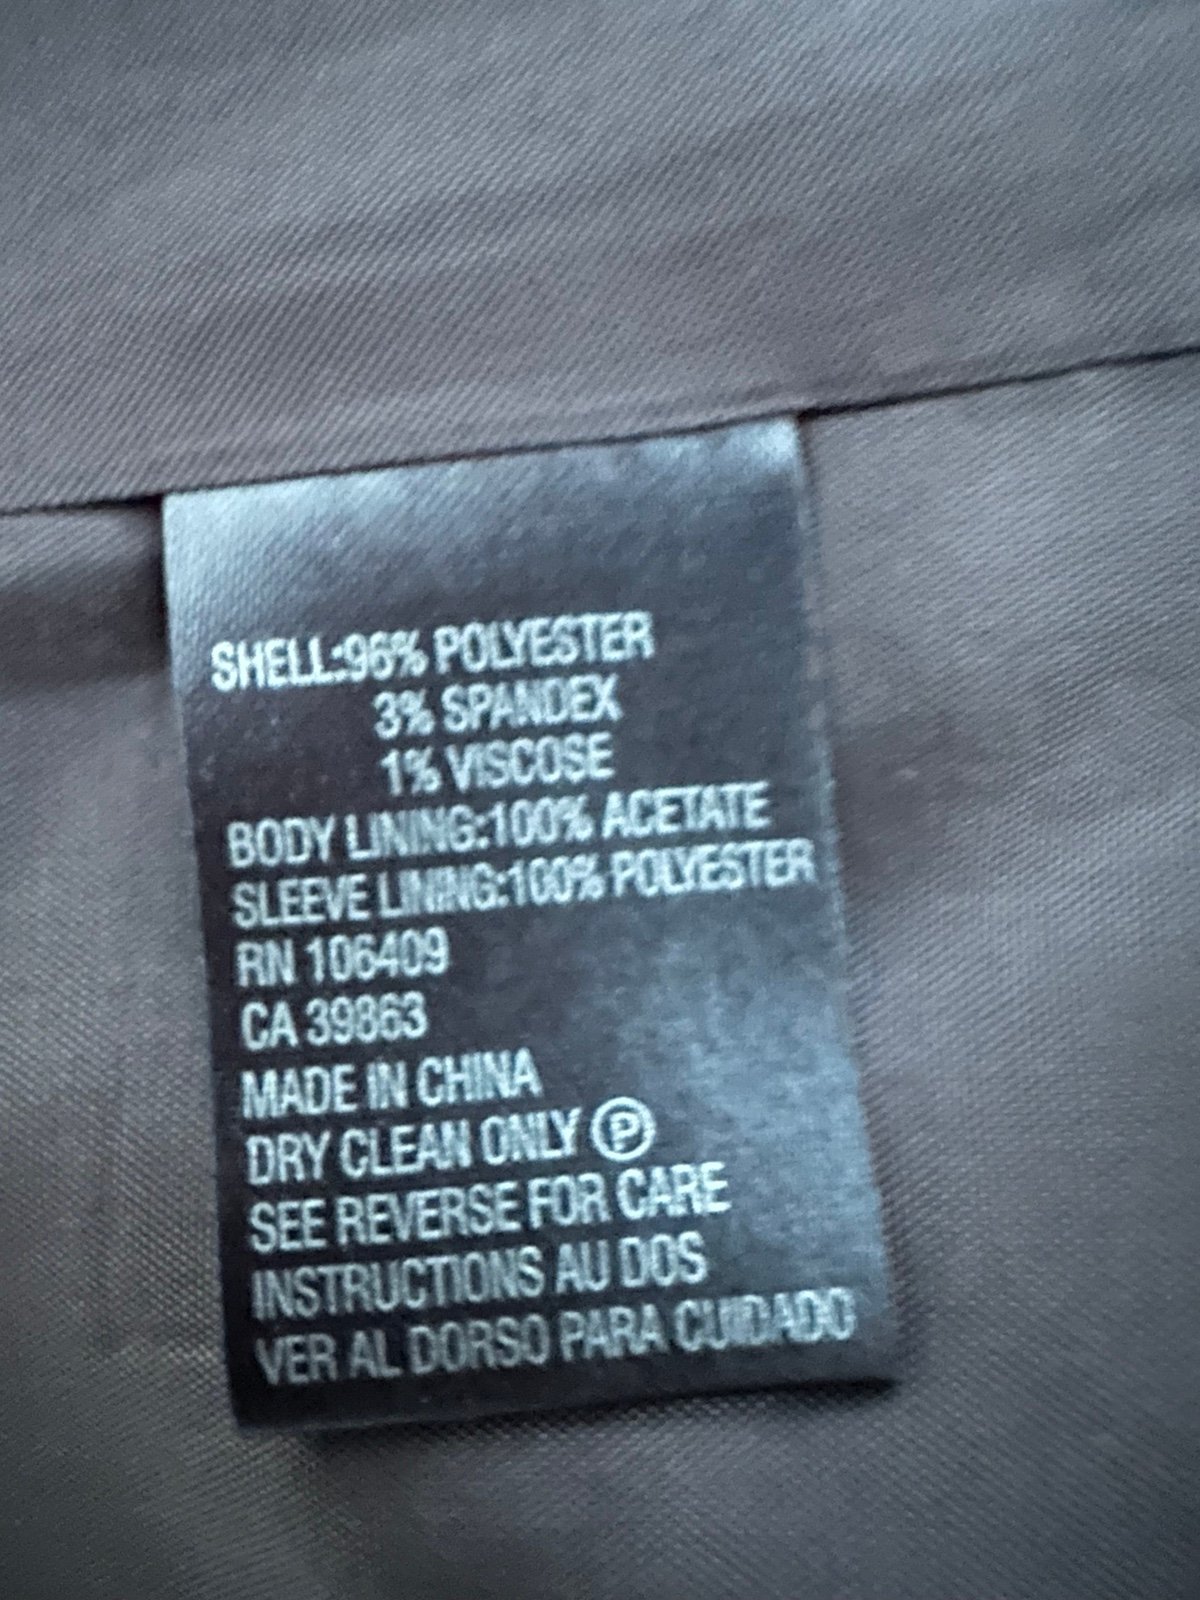 SHELL:96% POLYESTER
3% SPANDEX
1% VISCOSE
BODY LINING:100% ACETATE
SLEEVE LINING:100% POLYESTER
RN 106409
CA 39863
MADE IN CHINA
DRY CLEAN ONLY Ⓟ
SEE REVERSE FOR CARE
INSTRUCTIONS AU DOS
VER AL DORSO PARA CUIDADO